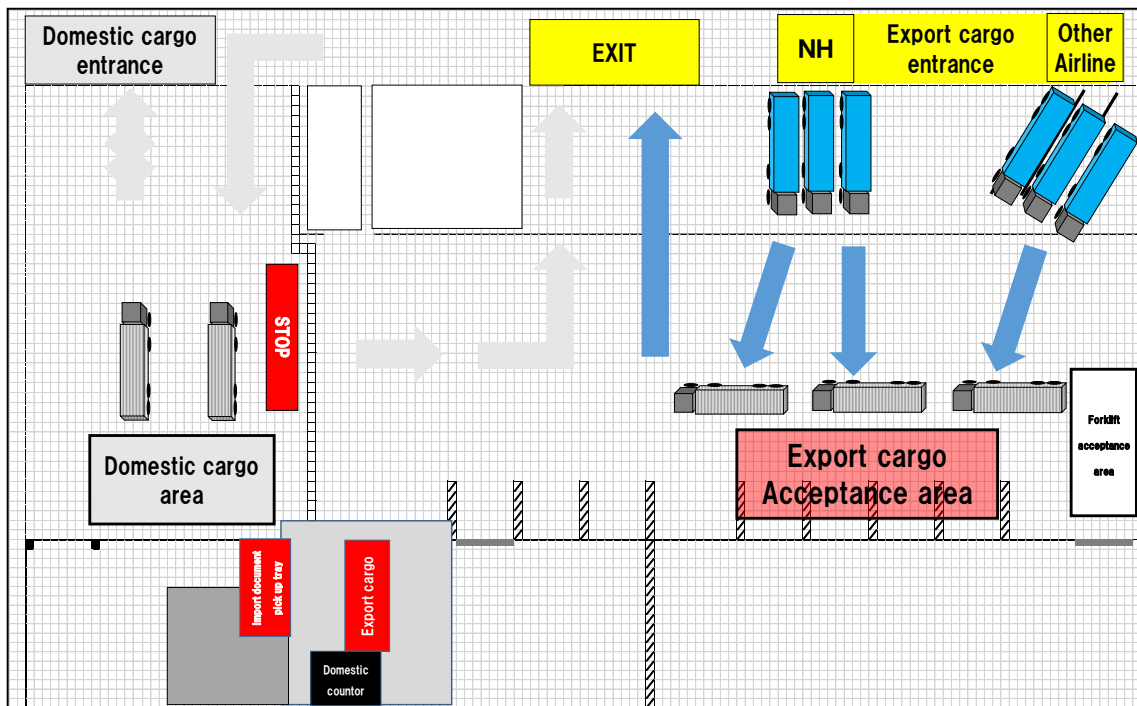 Domestic cargo
entrance
EXIT
NH
Export cargo
entrance
Other
Airline
STOP
Domestic cargo
area
Export cargo
Acceptance area
Forklift
acceptance
area
Import document
pick up tray
Export cargo
Domestic
countor